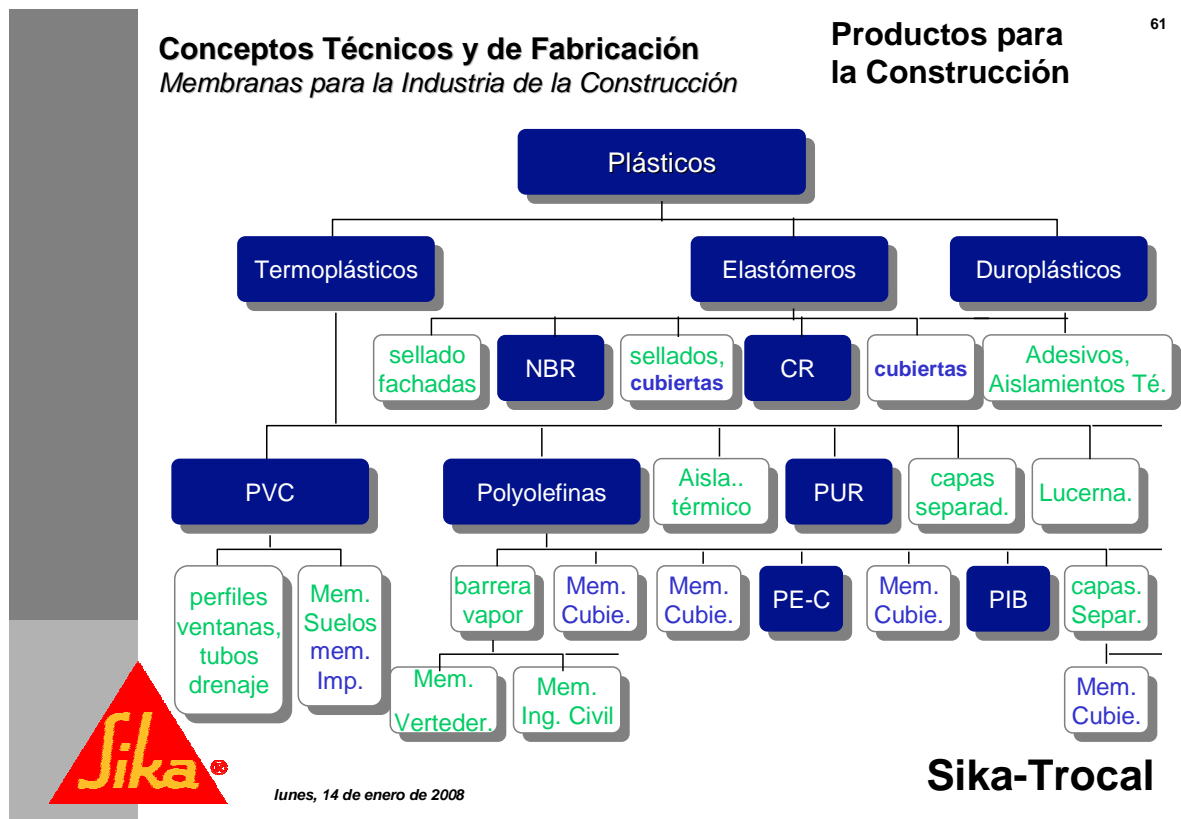 Conceptos Técnicos y de Fabricación
Membranas para la Industria de la Construcción
Productos para
la Construcción
61
Plásticos
Termoplásticos
Elastómeros
Duroplásticos
sellado
fachadas
NBR
sellados,
cubiertas
CR
cubiertas
Adesivos,
Aislamientos Té.
PVC
Polyolefinas
Aisla..
térmico
PUR
capas
separad.
Lucerna.
perfiles
ventanas,
tubos
drenaje
Mem.
Suelos
mem.
Imp.
barrera
vapor
Mem.
Cubie.
Mem.
Cubie.
PE-C
Mem.
Cubie.
PIB
capas.
Separ.
Mem.
Verteder.
Mem.
Ing. Civil
Mem.
Cubie.
Sika®
lunes, 14 de enero de 2008
Sika-Trocal